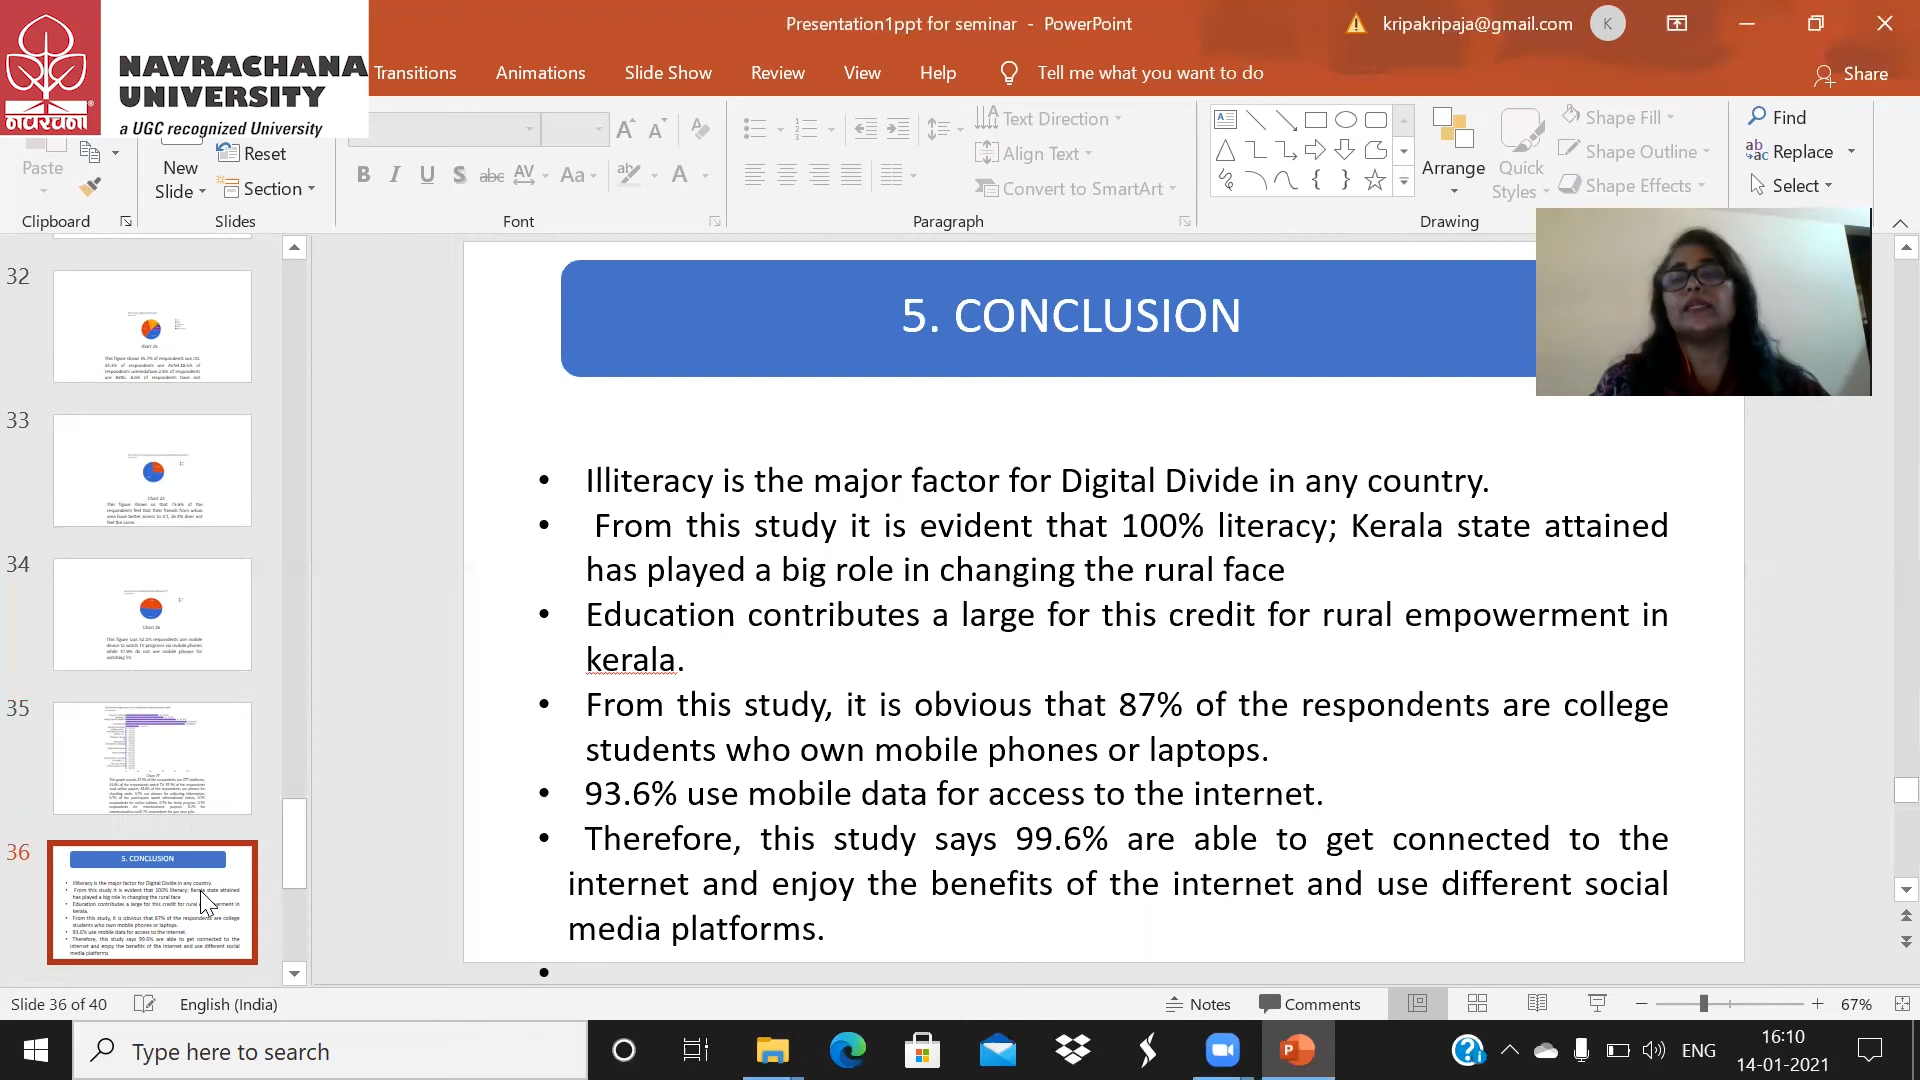 Presentation1ppt for seminar - PowerPoint
kripakripaja@gmail.com
K
નવરચના
NAVRACHANA
UNIVERSITY
a UGC recognized University
Transitions
Animations
Slide Show
Review
View
Help
Tell me what you want to do
Share
Paste
New
Slide
Reset
Section
B I U S abc AV Aa A
Text Direction
Align Text
Convert to SmartArt
Arrange
Quick
Styles
Shape Fill
Shape Outline
Shape Effects
Find
Replace
Select
Clipboard
Slides
Font
Paragraph
Drawing
32
33
34
35
36
5. CONCLUSION
• Illiteracy is the major factor for Digital Divide in any country.
• From this study it is evident that 100% literacy; Kerala state attained
has played a big role in changing the rural face
• Education contributes a large for this credit for rural empowerment in
kerala.
• From this study, it is obvious that 87% of the respondents are college
students who own mobile phones or laptops.
• 93.6% use mobile data for access to the internet.
• Therefore, this study says 99.6% are able to get connected to the
internet and enjoy the benefits of the internet and use different social
media platforms.
•
Slide 36 of 40
English (India)
Notes
Comments
67%
Type here to search
ENG
16:10
14-01-2021